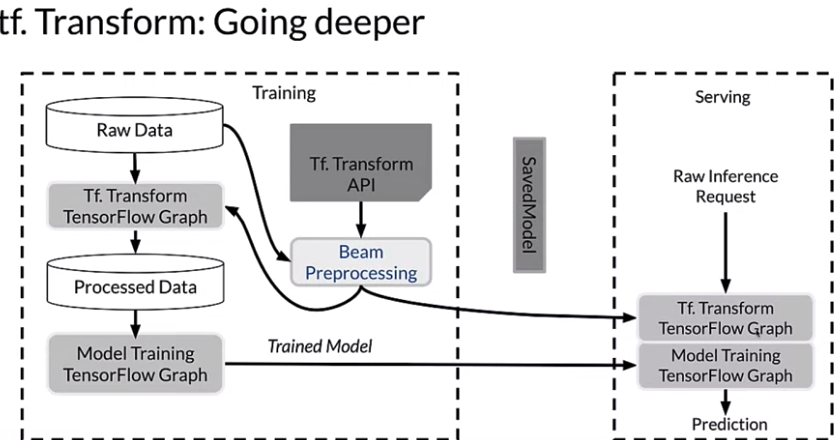 tf. Transform: Going deeper
Training
Raw Data
Tf. Transform
API
Tf. Transform
TensorFlow Graph
Beam
Preprocessing
Processed Data
Model Training
TensorFlow Graph
Trained Model
SavedModel
Serving
Raw Inference
Request
Tf. Transform
TensorFlow Graph
Model Training
TensorFlow Graph
Prediction